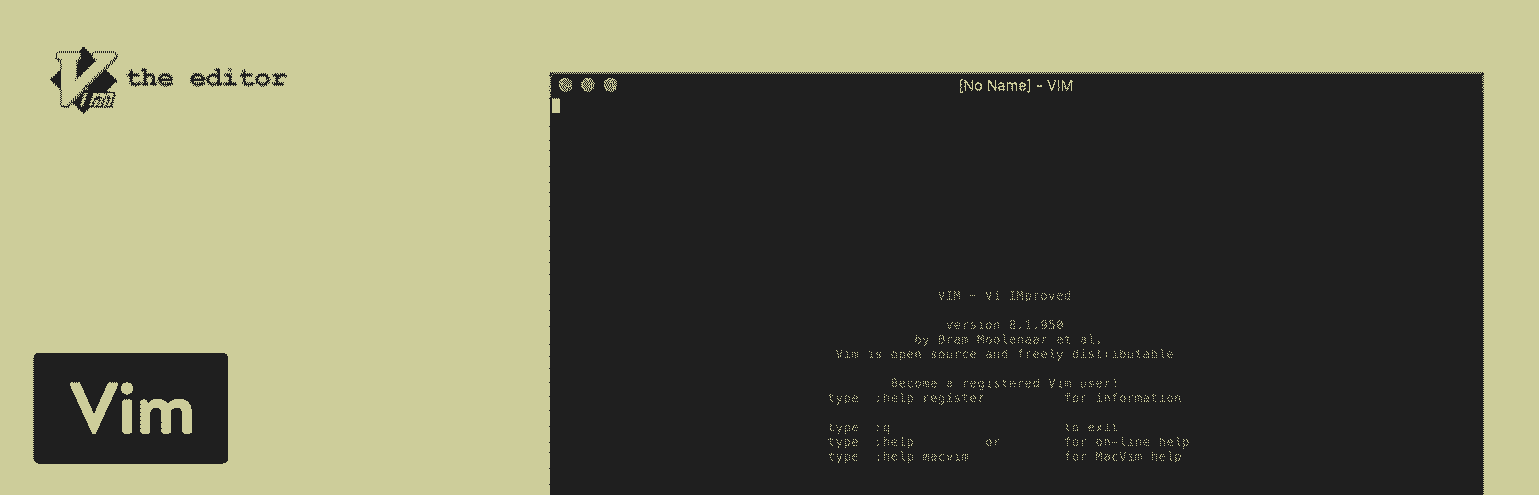 Vim
the editor
[No Name] - VIM
VIM - Vi IMproved
version 8.1.950
by Bram Moolenaar et al.
Vim is open source and freely distributable
Become a registered Vim user!
type :help register for information
type :q to exit
type :help or for on-line help
type :help macvim for MacVim help
Vim